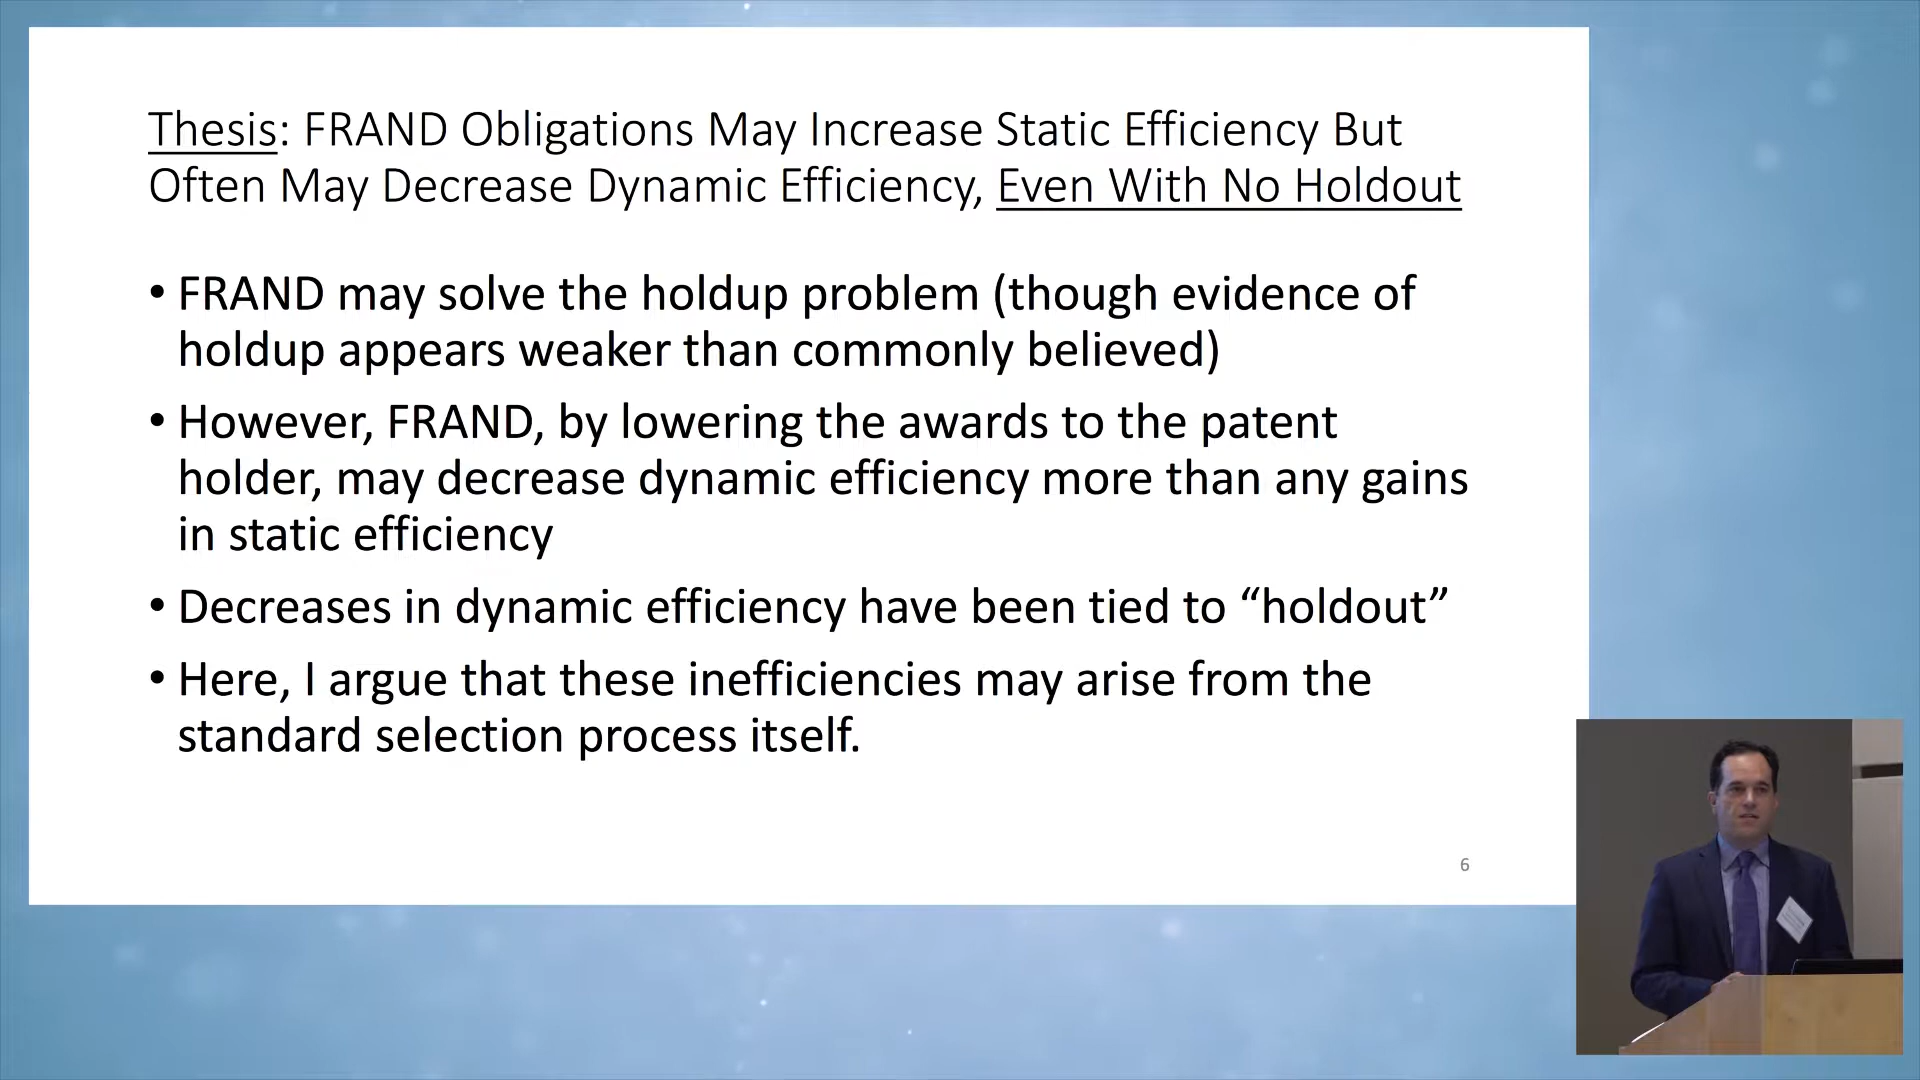 Thesis: FRAND Obligations May Increase Static Efficiency But
Often May Decrease Dynamic Efficiency, Even With No Holdout
• FRAND may solve the holdup problem (though evidence of
holdup appears weaker than commonly believed)
• However, FRAND, by lowering the awards to the patent
holder, may decrease dynamic efficiency more than any gains
in static efficiency
• Decreases in dynamic efficiency have been tied to “holdout”
• Here, I argue that these inefficiencies may arise from the
standard selection process itself.
6